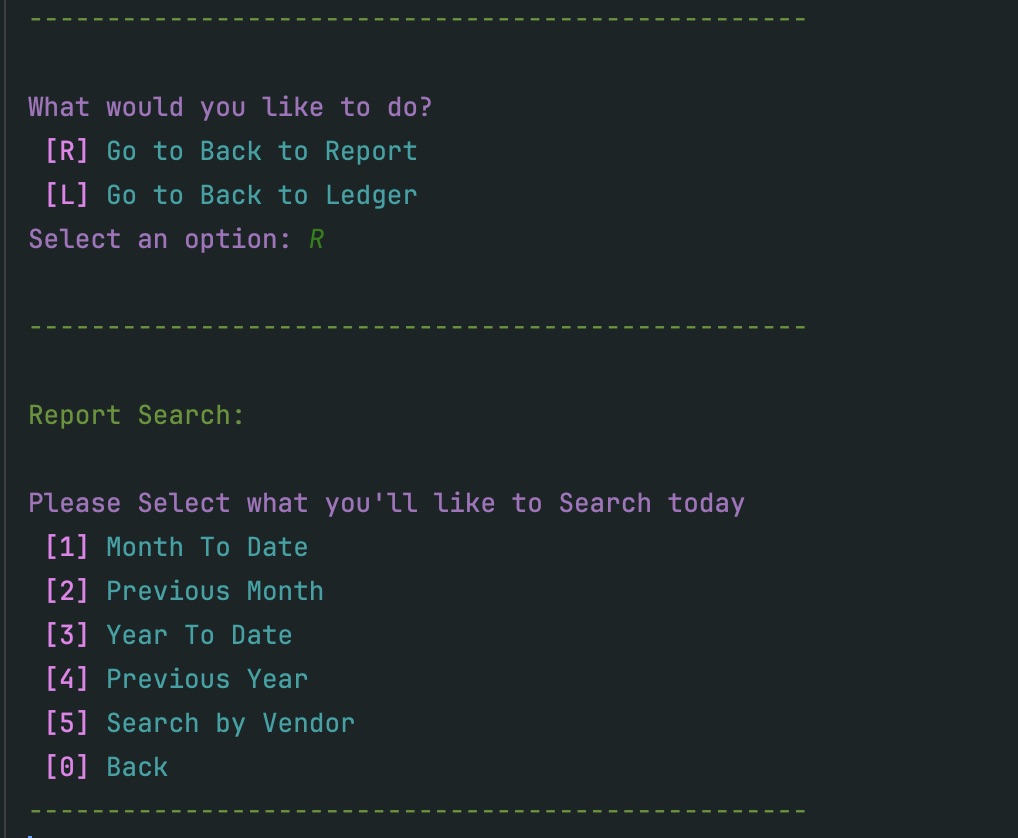 --------------------------------------------------
What would you like to do?
[R] Go to Back to Report
[L] Go to Back to Ledger
Select an option: R
--------------------------------------------------
Report Search:
Please Select what you'll like to Search today
[1] Month To Date
[2] Previous Month
[3] Year To Date
[4] Previous Year
[5] Search by Vendor
[0] Back
--------------------------------------------------